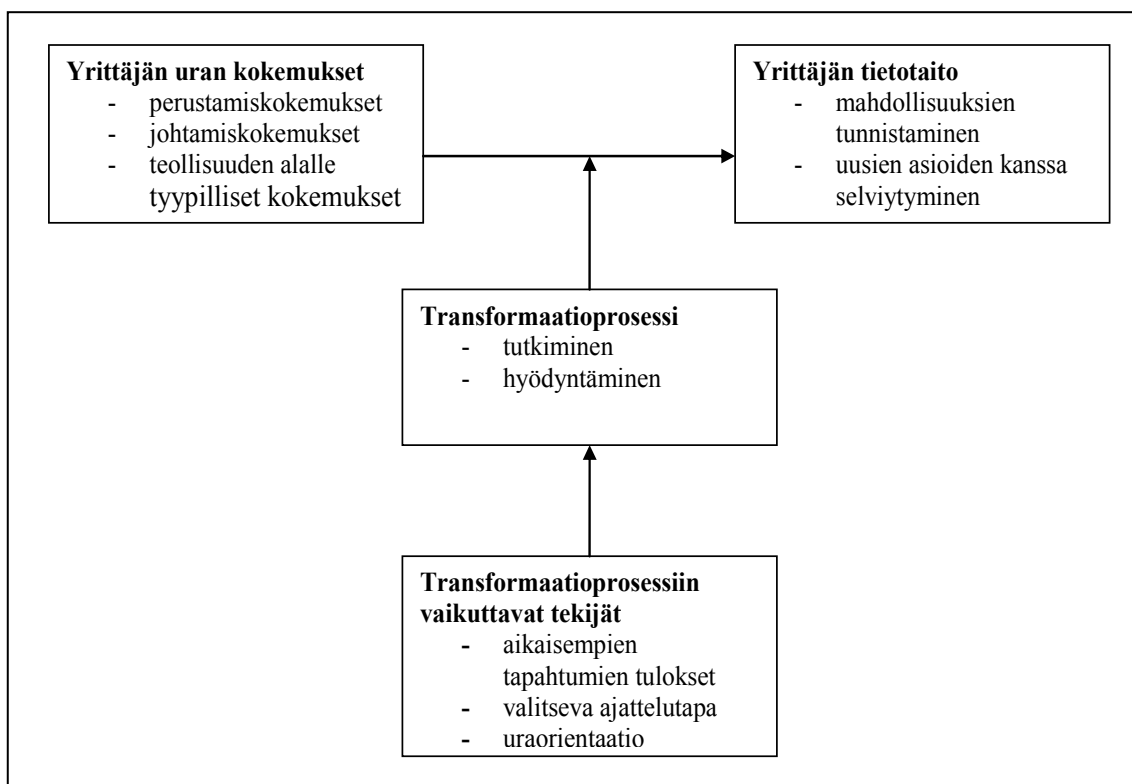 Yrittäjän uran kokemukset
- perustamiskokemukset
- johtamiskokemukset
- teollisuuden alalle
tyypilliset kokemukset
Yrittäjän tietotaito
- mahdollisuuksien
tunnistaminen
- uusien asioiden kanssa
selviytyminen
Transformaatioprosessi
- tutkiminen
- hyödyntäminen
Transformaatioprosessiin
vaikuttavat tekijät
- aikaisempien
tapahtumien tulokset
- valitseva ajattelutapa
- uraorientaatio